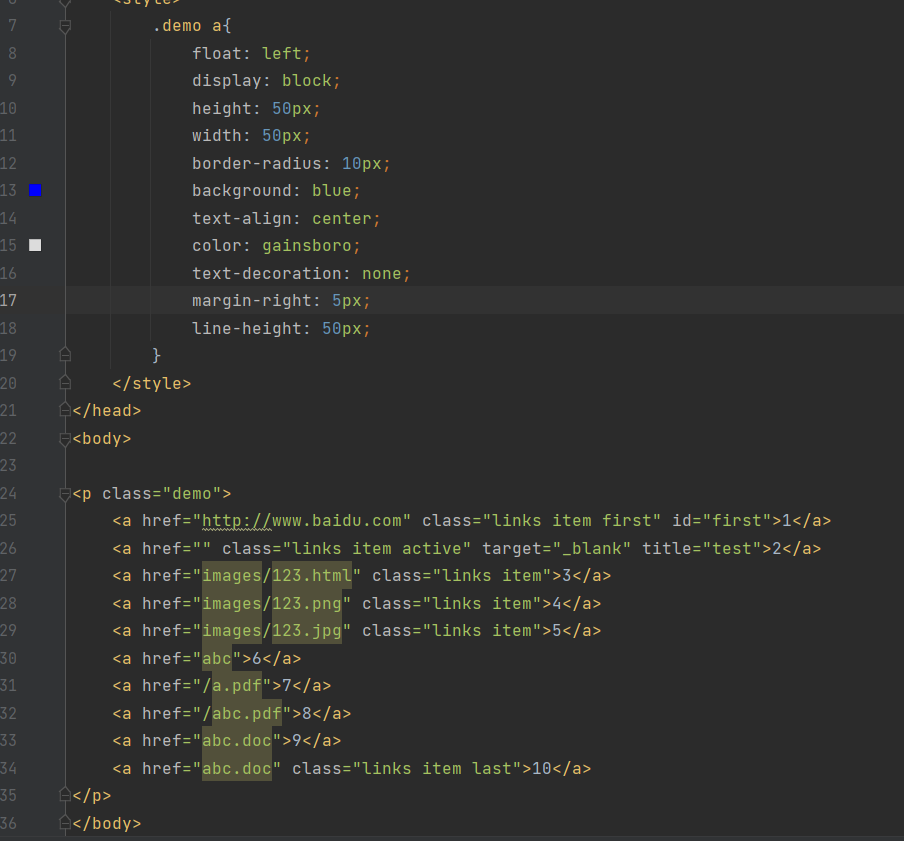 <style>
7 .demo a{
8 float: left;
9 display: block;
10 height: 50px;
11 width: 50px;
12 border-radius: 10px;
13 background: blue;
14 text-align: center;
15 color: gainsboro;
16 text-decoration: none;
17 margin-right: 5px;
18 line-height: 50px;
19 }
20 </style>
21 </head>
22 <body>
23
24 <p class="demo">
25 <a href="http://www.baidu.com" class="links item first" id="first">1</a>
26 <a href="" class="links item active" target="_blank" title="test">2</a>
27 <a href="images/123.html" class="links item">3</a>
28 <a href="images/123.png" class="links item">4</a>
29 <a href="images/123.jpg" class="links item">5</a>
30 <a href="abc">6</a>
31 <a href="/a.pdf">7</a>
32 <a href="/abc.pdf">8</a>
33 <a href="abc.doc">9</a>
34 <a href="abc.doc" class="links item last">10</a>
35 </p>
36 </body>